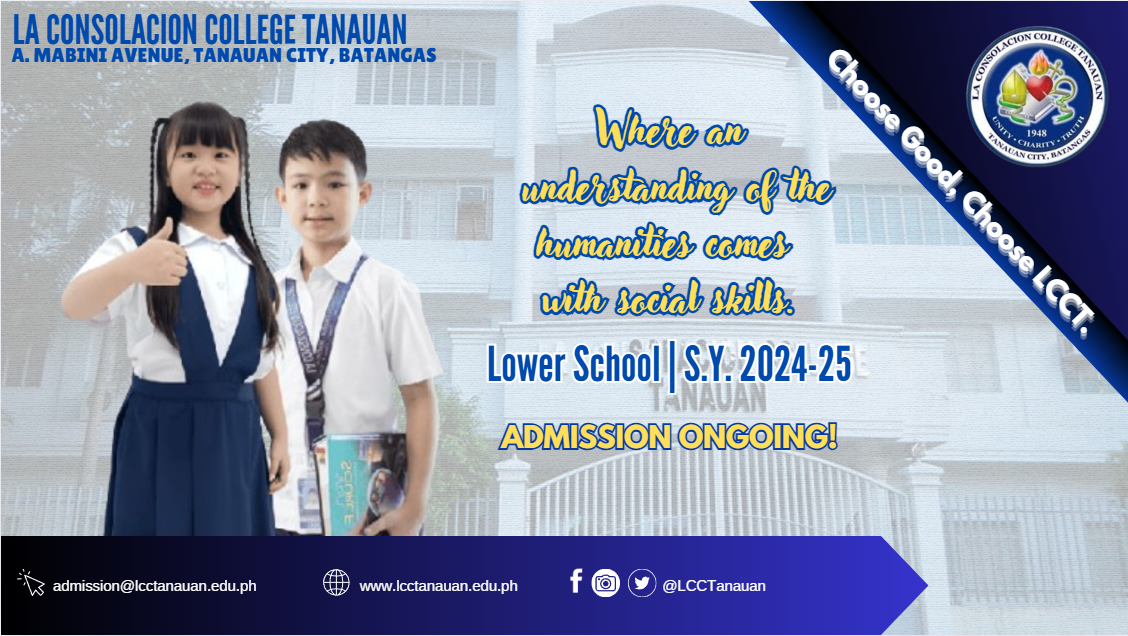 LA CONSOLACION COLLEGE TANAUAN
A. MABINI AVENUE, TANAUAN CITY, BATANGAS
Choose Good, Choose LCCT.
LA CONSOLACION COLLEGE TANAUAN
1948
UNITY • CHARITY • TRUTH
TANAUAN CITY, BATANGAS
Where an
understanding of the
humanities comes
with social skills.
Lower School | S.Y. 2024-25
TANAUAN
ADMISSION ONGOING!
admission@lcctanauan.edu.ph
www.lcctanauan.edu.ph
@LCCTanauan